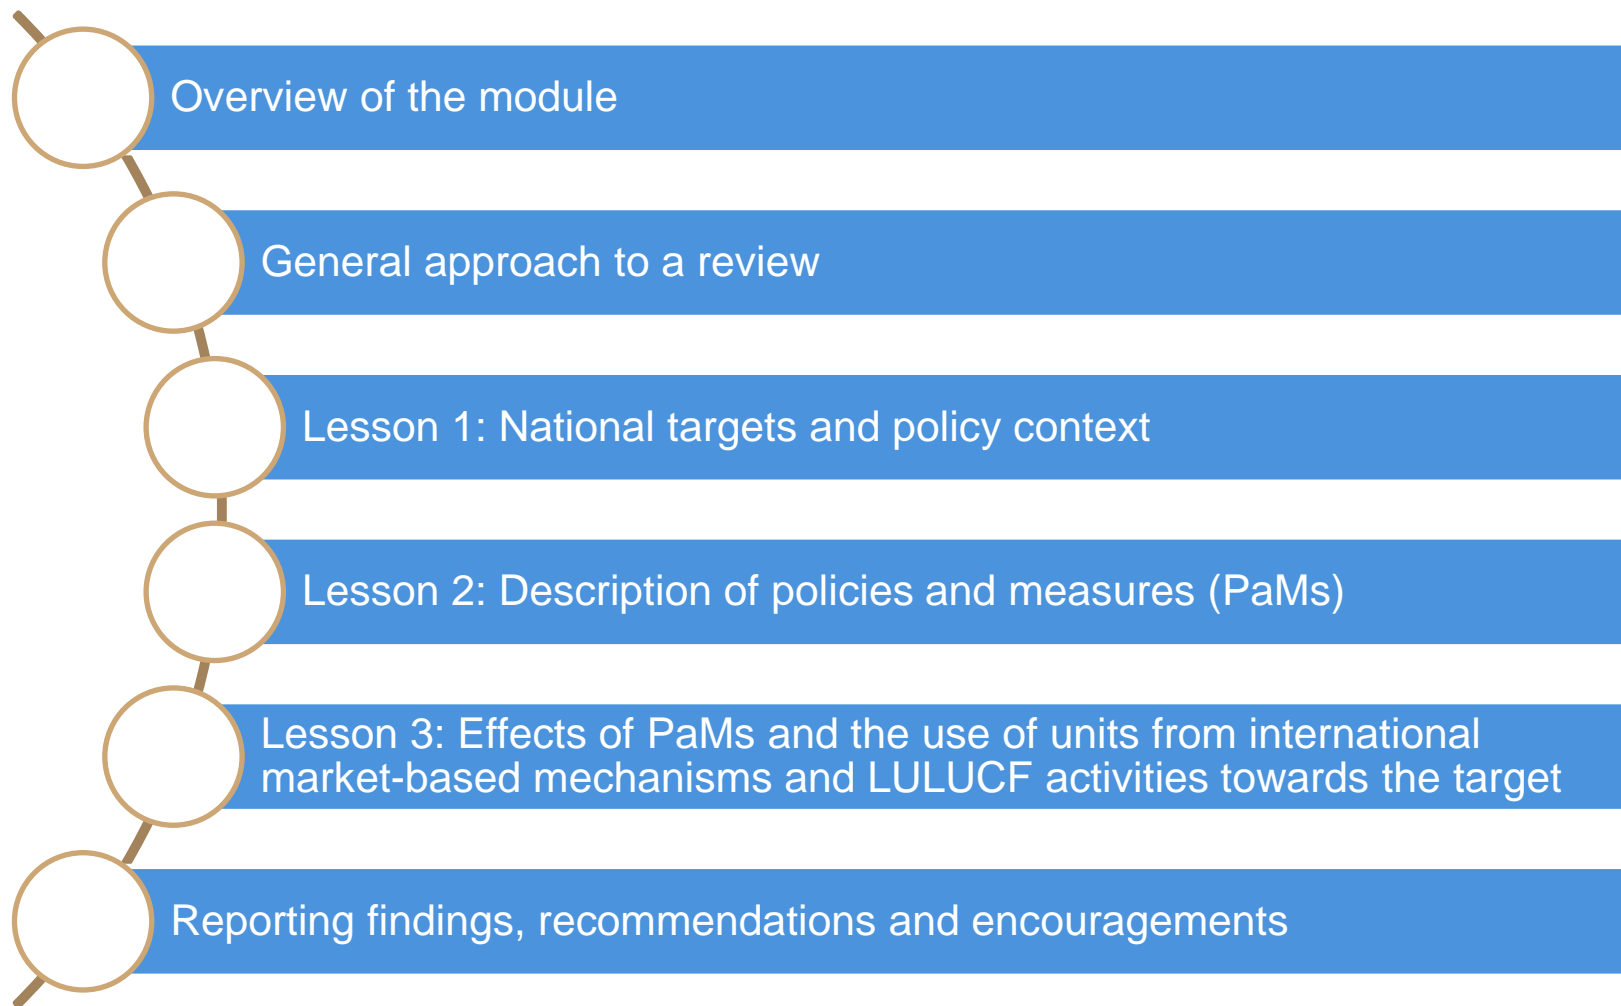 Overview of the module
General approach to a review
Lesson 1: National targets and policy context
Lesson 2: Description of policies and measures (PaMs)
Lesson 3: Effects of PaMs and the use of units from international
market-based mechanisms and LULUCF activities towards the target
Reporting findings, recommendations and encouragements